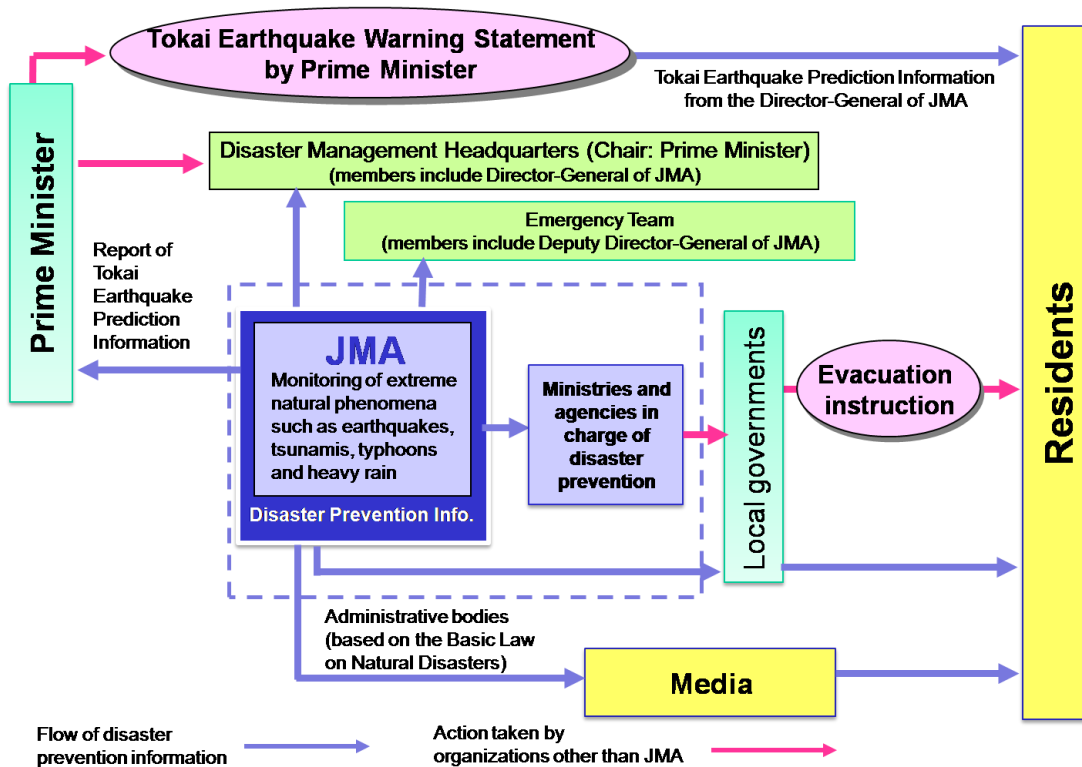 Tokai Earthquake Warning Statement
by Prime Minister
Tokai Earthquake Prediction Information
from the Director-General of JMA
Prime Minister
Disaster Management Headquarters (Chair: Prime Minister)
(members include Director-General of JMA)
Emergency Team
(members include Deputy Director-General of JMA)
Report of
Tokai
Earthquake
Prediction
Information
JMA
Monitoring of extreme
natural phenomena
such as earthquakes,
tsunamis, typhoons
and heavy rain
Disaster Prevention Info.
Ministries and
agencies in
charge of
disaster
prevention
Local governments
Evacuation
instruction
Residents
Administrative bodies
(based on the Basic Law
on Natural Disasters)
Media
Flow of disaster
prevention information
Action taken by
organizations other than JMA